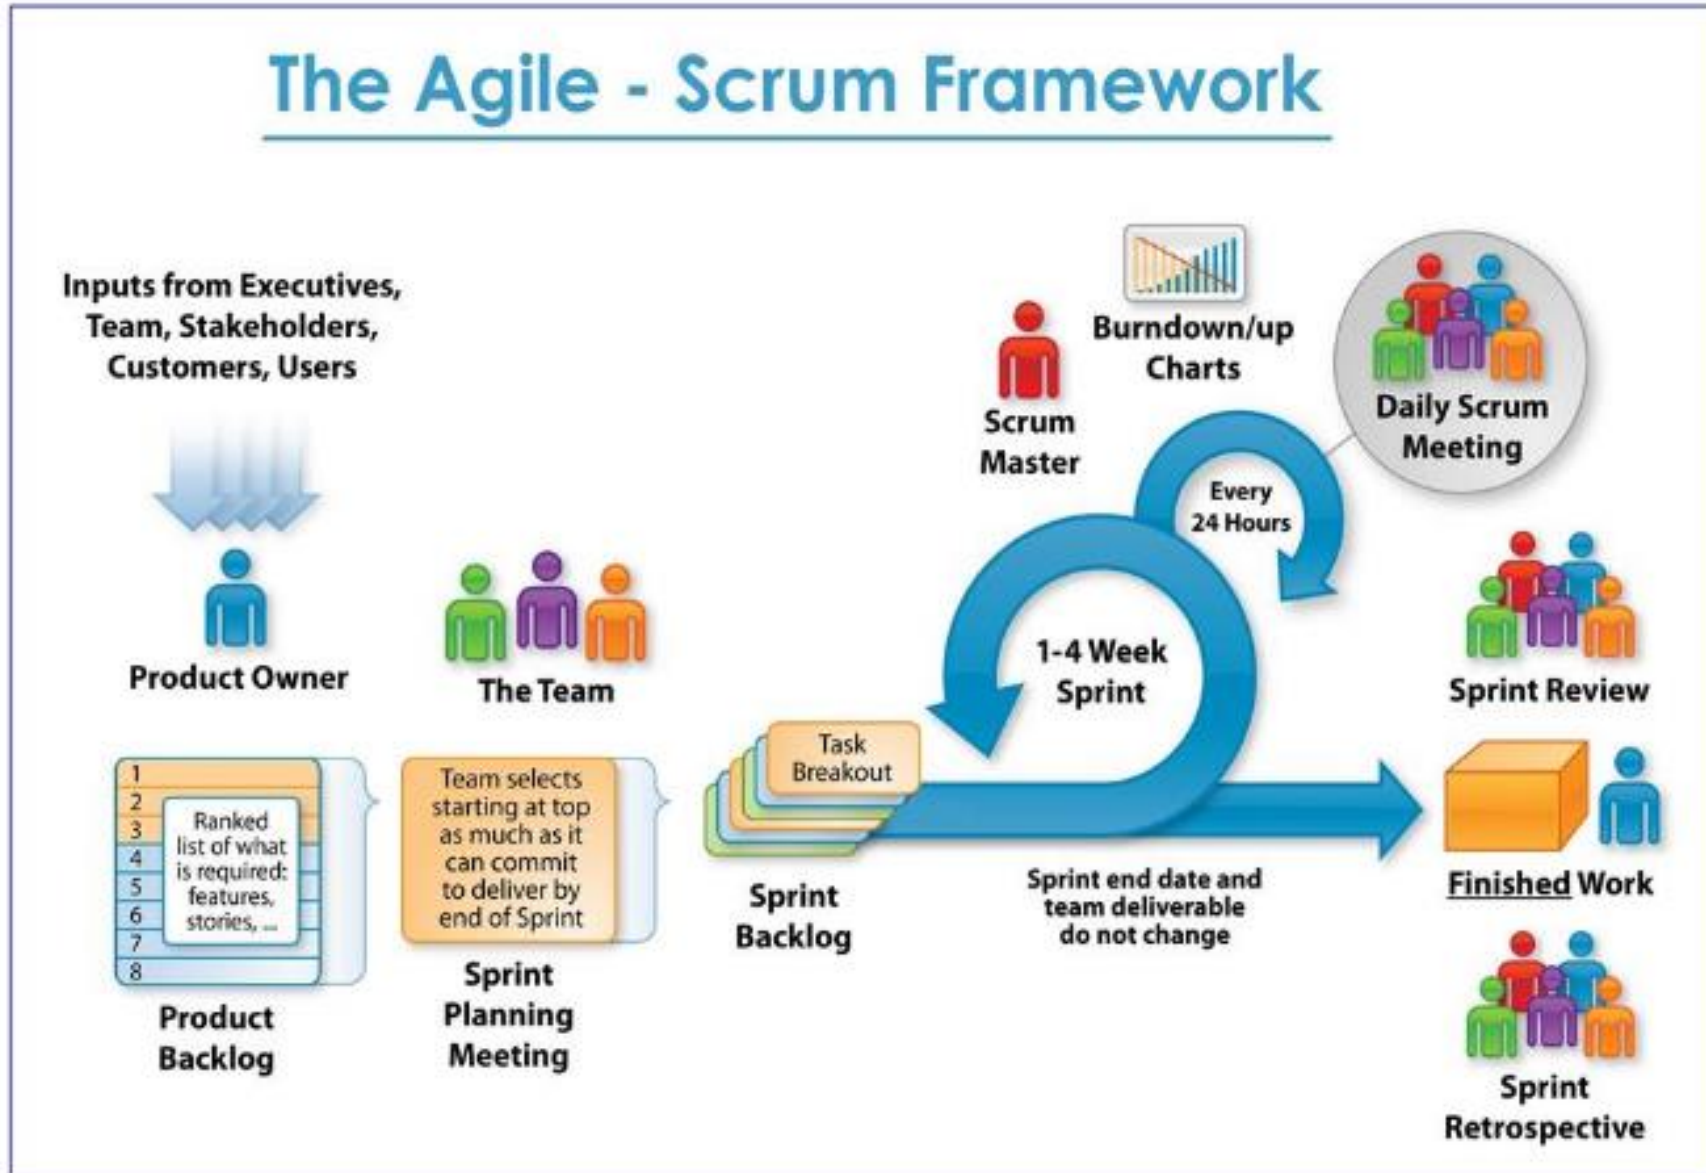 The Agile - Scrum Framework
Inputs from Executives,
Team, Stakeholders,
Customers, Users
Product Owner
The Team
1
2
3
4
5
6
7
8
Ranked
list of what
is required:
features,
stories, ...
Product
Backlog
Team selects
starting at top
as much as it
can commit
to deliver by
end of Sprint
Sprint
Planning
Meeting
Task
Breakout
Sprint
Backlog
Scrum
Master
Burndown/up
Charts
Daily Scrum
Meeting
Every
24 Hours
1-4 Week
Sprint
Sprint end date and
team deliverable
do not change
Sprint Review
Finished Work
Sprint
Retrospective